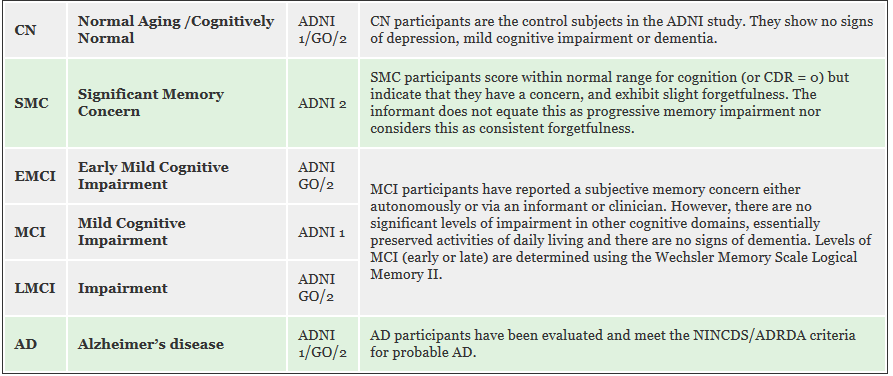 CN
Normal Aging /Cognitively
Normal
ADNI
1/GO/2
CN participants are the control subjects in the ADNI study. They show no signs
of depression, mild cognitive impairment or dementia.
SMC
Significant Memory
Concern
ADNI 2
SMC participants score within normal range for cognition (or CDR = 0) but
indicate that they have a concern, and exhibit slight forgetfulness. The
informant does not equate this as progressive memory impairment nor
considers this as consistent forgetfulness.
EMCI
Early Mild Cognitive
Impairment
ADNI
GO/2
MCI participants have reported a subjective memory concern either
autonomously or via an informant or clinician. However, there are no
significant levels of impairment in other cognitive domains, essentially
preserved activities of daily living and there are no signs of dementia. Levels of
MCI (early or late) are determined using the Wechsler Memory Scale Logical
Memory II.
MCI
Mild Cognitive
Impairment
ADNI 1
LMCI
Impairment
ADNI
GO/2
AD
Alzheimer's disease
ADNI
1/GO/2
AD participants have been evaluated and meet the NINCDS/ADRDA criteria
for probable AD.